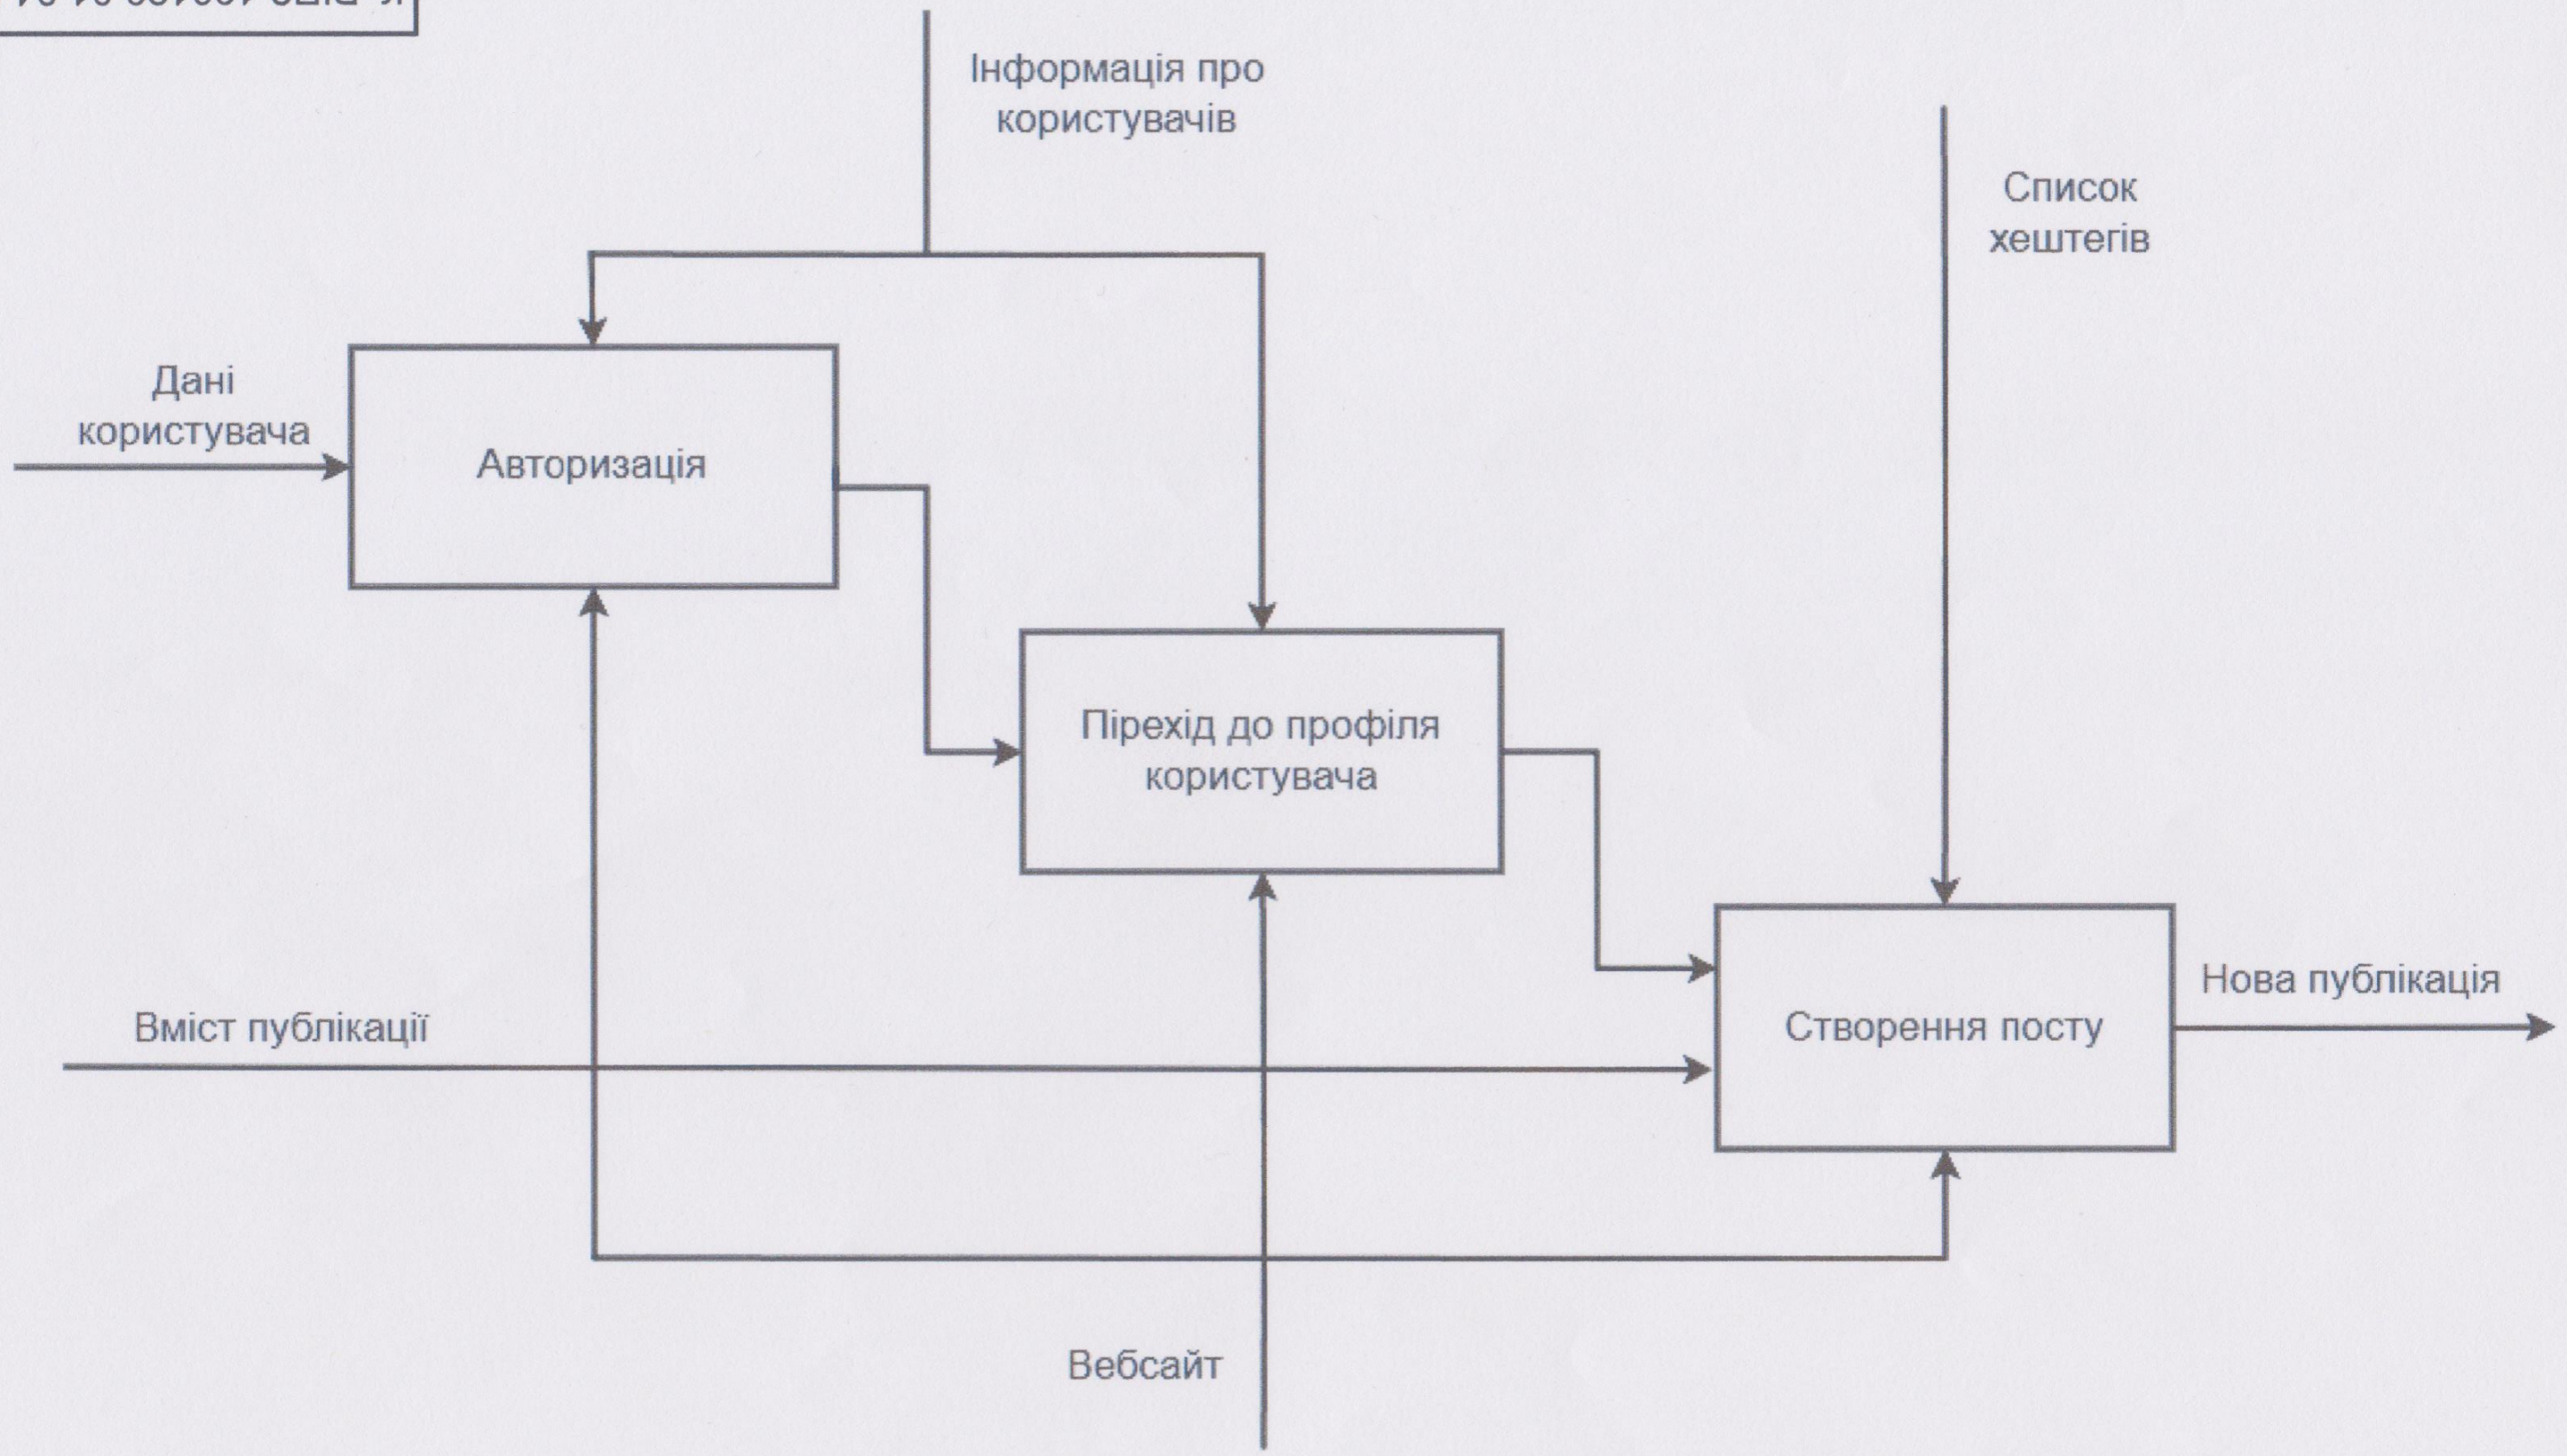 Інформація про
користувачів
Список
хештегів
Дані
користувача
Авторизація
Пірехід до профіля
користувача
Вміст публікації
Створення посту
Нова публікація
Вебсайт